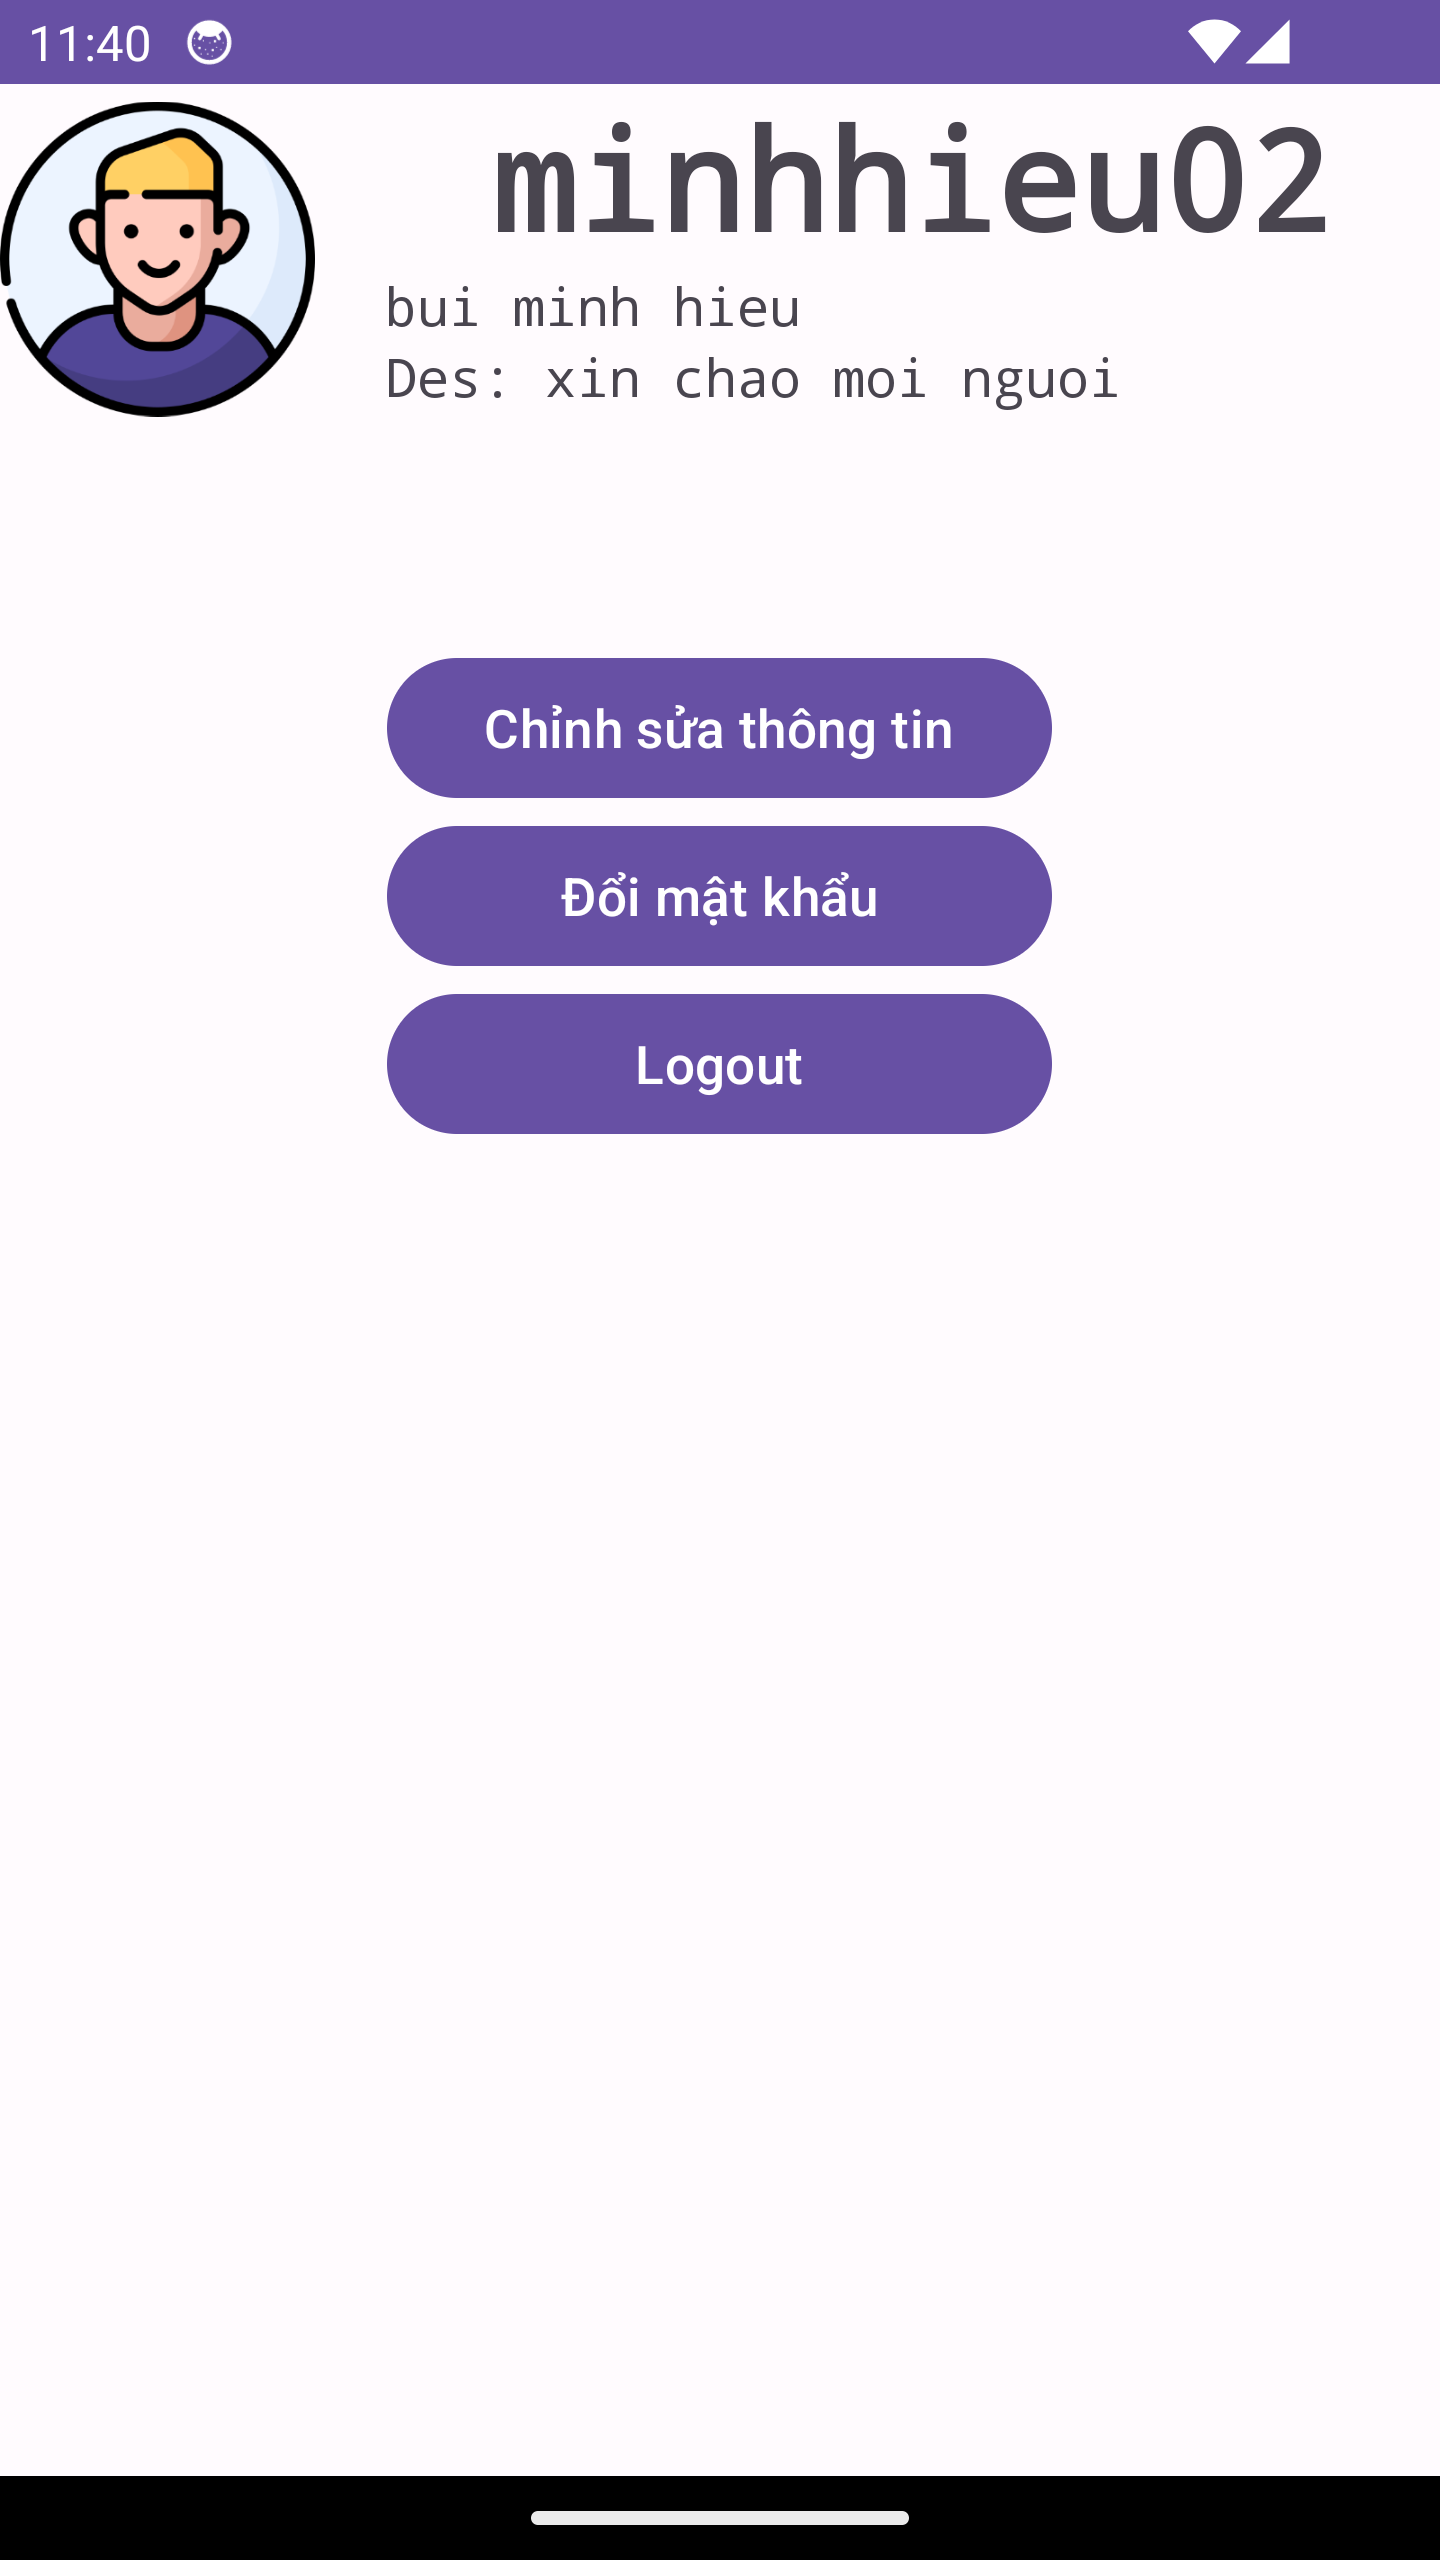 11:40
minhhieu02
bui minh hieu
Des: xin chao moi nguoi
Chỉnh sửa thông tin
Đổi mật khẩu
Logout